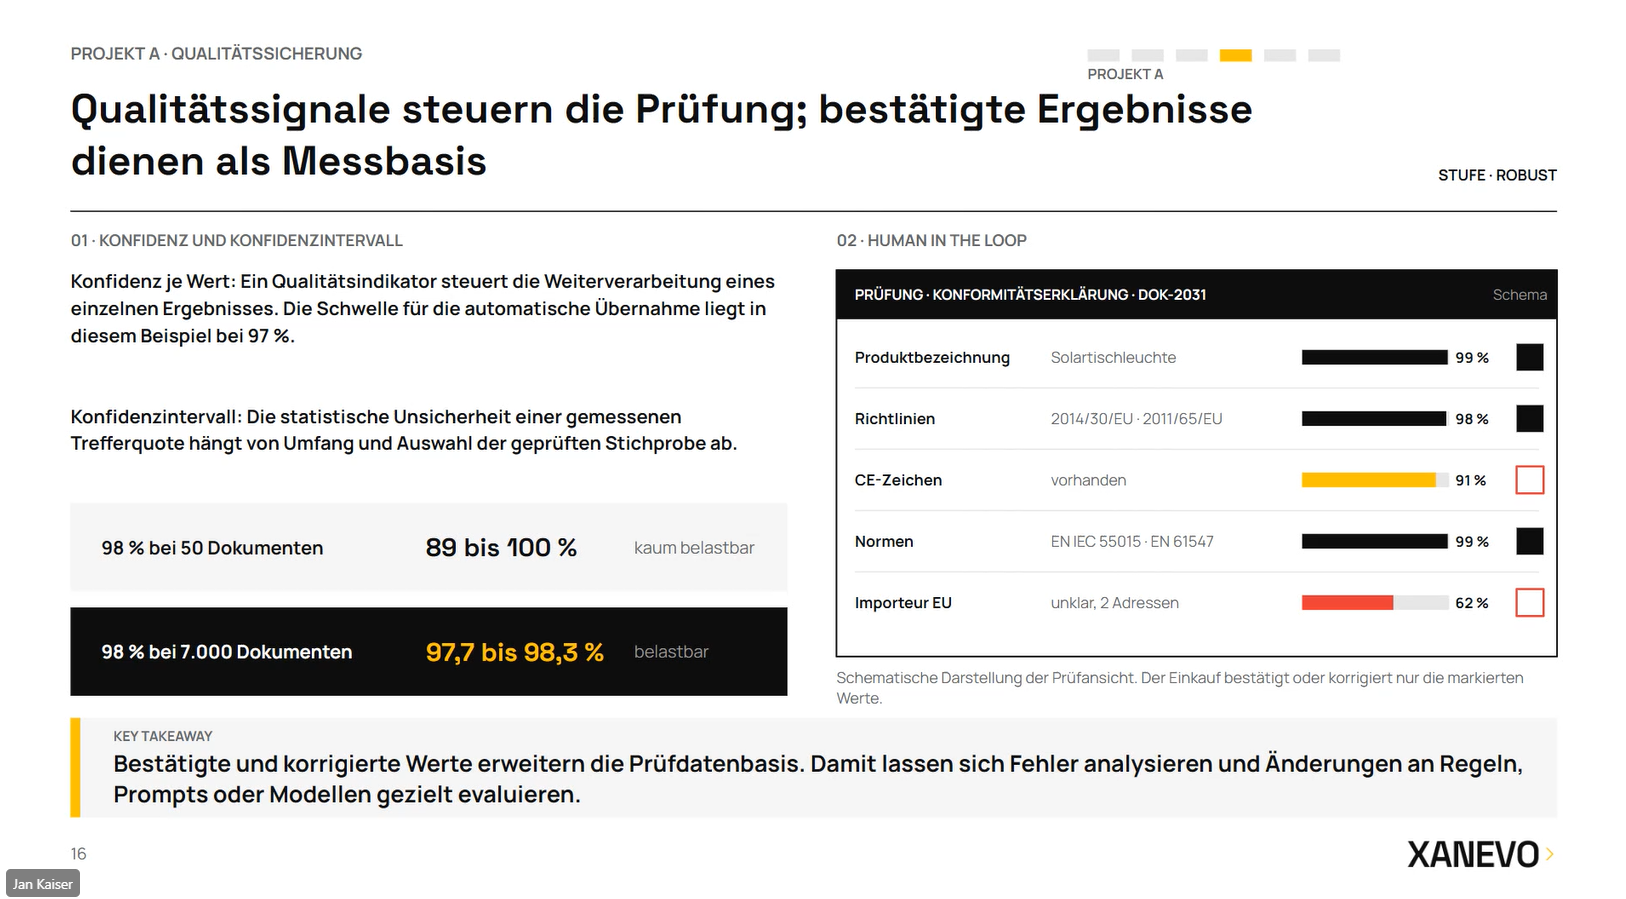 PROJEKT A · QUALITÄTSSICHERUNG
PROJEKT A
Qualitätssignale steuern die Prüfung; bestätigte Ergebnisse
dienen als Messbasis
STUFE · ROBUST
01 · KONFIDENZ UND KONFIDENZINTERVALL
Konfidenz je Wert: Ein Qualitätsindikator steuert die Weiterverarbeitung eines
einzelnen Ergebnisses. Die Schwelle für die automatische Übernahme liegt in
diesem Beispiel bei 97 %.
Konfidenzintervall: Die statistische Unsicherheit einer gemessenen
Trefferquote hängt von Umfang und Auswahl der geprüften Stichprobe ab.
98 % bei 50 Dokumenten 89 bis 100 % kaum belastbar
98 % bei 7.000 Dokumenten 97,7 bis 98,3 % belastbar
02 · HUMAN IN THE LOOP
PRÜFUNG · KONFORMITÄTSERKLÄRUNG · DOK-2031 Schema
Produktbezeichnung Solartischleuchte 99 %
Richtlinien 2014/30/EU · 2011/65/EU 98 %
CE-Zeichen vorhanden 91 %
Normen EN IEC 55015 · EN 61547 99 %
Importeur EU unklar, 2 Adressen 62 %
Schematische Darstellung der Prüfansicht. Der Einkauf bestätigt oder korrigiert nur die markierten
Werte.
KEY TAKEAWAY
Bestätigte und korrigierte Werte erweitern die Prüfdatenbasis. Damit lassen sich Fehler analysieren und Änderungen an Regeln,
Prompts oder Modellen gezielt evaluieren.
16
XANEVO
Jan Kaiser